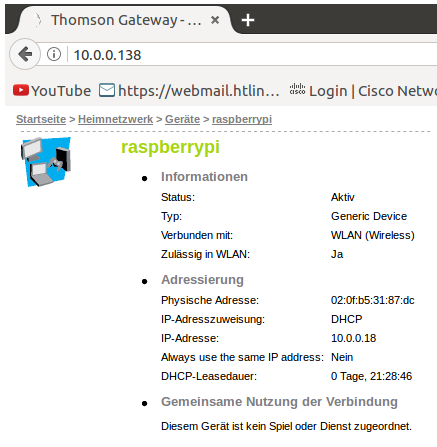 Thomson Gateway - ... ×
10.0.0.138
YouTube https://webmail.htlin... Login | Cisco Netw
Startseite > Heimnetzwerk > Geräte > raspberrypi
raspberrypi
Informationen
Status: Aktiv
Typ: Generic Device
Verbunden mit: WLAN (Wireless)
Zulässig in WLAN: Ja
Adressierung
Physische Adresse: 02:0f:b5:31:87:dc
IP-Adresszuweisung: DHCP
IP-Adresse: 10.0.0.18
Always use the same IP address: Nein
DHCP-Leasedauer: 0 Tage, 21:28:46
Gemeinsame Nutzung der Verbindung
Diesem Gerät ist kein Spiel oder Dienst zugeordnet.